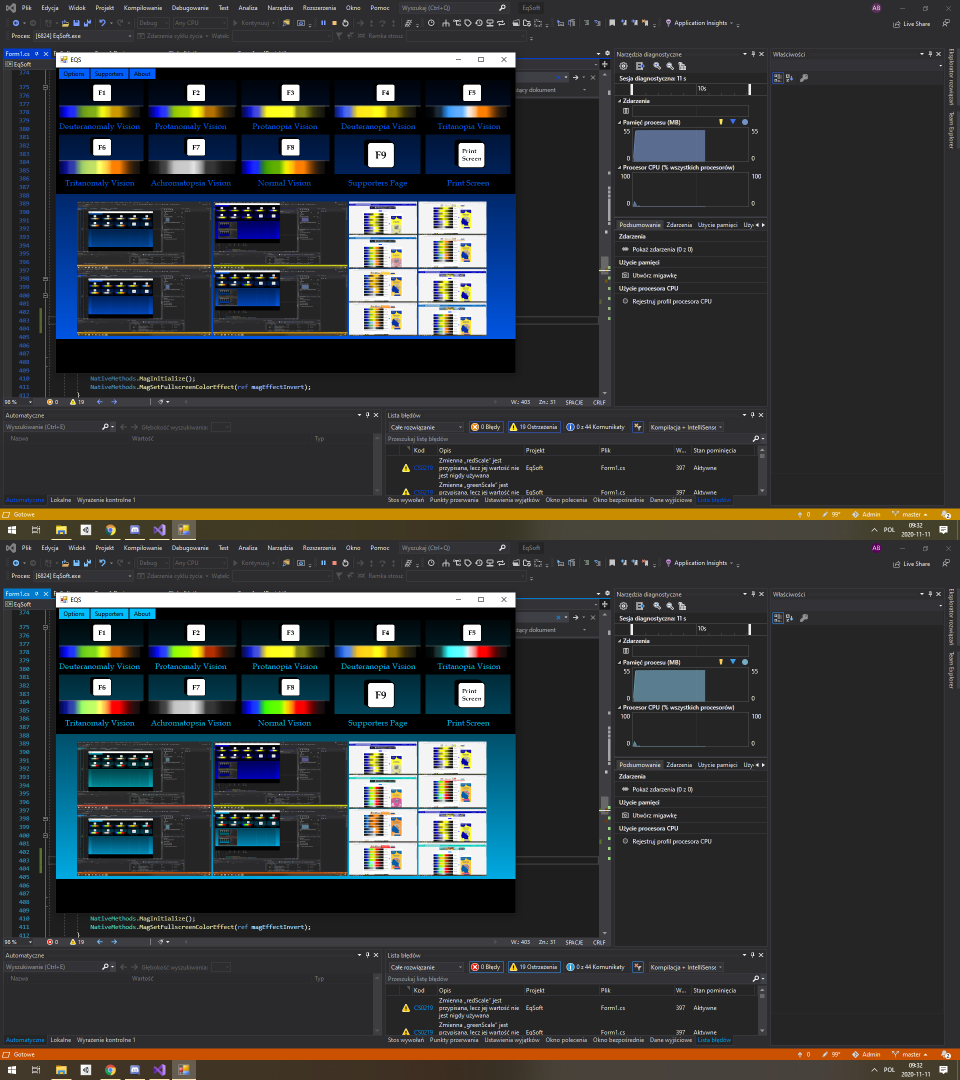 Plik Edycja Widok Projekt Kompilowanie Debugowanie Test Analiza Narzędzia Rozszerzenia Okno Pomoc Wyszukaj (Ctrl+Q) EqSoft AB
Debug Any CPU Kontynuuj Application Insights Live Share
Proces: [6824] EqSoft.exe Zdarzenia cyklu życia Wątek: Ramka stosu:
Form1.cs
EqSoft
EQS
Options Supporters About
F1 F2 F3 F4 F5
Deuteranomaly Vision Protanomaly Vision Protanopia Vision Deuteranopia Vision Tritanopia Vision
F6 F7 F8 F9 Print Screen
Tritanomaly Vision Achromatopsia Vision Normal Vision Supporters Page Print Screen
374
375
376
377
378
379
380
381
382
383
384
385
386
387
388
389
390
391
392
393
394
395
396
397
398
399
400
401
402
403
404
405
406
407
408
409
410 NativeMethods.MagInitialize();
411 NativeMethods.MagSetFullscreenColorEffect(ref magEffectInvert);
412 }
98 % 0 19 W.: 403 Zn.: 31 SPACJE CRLF
Narzędzia diagnostyczne
Sesja diagnostyczna: 11 s
10s
Zdarzenia
Pamięć procesu (MB)
55 55
0 0
Procesor CPU (% wszystkich procesorów)
100 100
0 0
Podsumowanie Zdarzenia Użycie pamięci
Zdarzenia
Pokaż zdarzenia (0 z 0)
Użycie pamięci
Utwórz migawkę
Użycie procesora CPU
Rejestruj profil procesora CPU
Właściwości
Eksplorator rozwiązań
Team Explorer
Automatyczne
Wyszukiwanie (Ctrl+E) Głębokość wyszukiwania:
Nazwa Wartość Typ
Automatyczne Lokalne Wyrażenie kontrolne 1
Lista błędów
Całe rozwiązanie 0 Błędy 19 Ostrzeżenia 0 z 44 Komunikaty Kompilacja + IntelliSense
Przeszukaj listę błędów
Kod Opis Projekt Plik W... Stan pominięcia
CS0219 Zmienna „redScale” jest przypisana, lecz jej wartość nie jest nigdy używana EqSoft Form1.cs 397 Aktywne
CS0219 Zmienna „greenScale” jest przypisana, lecz jej wartość nie EqSoft Form1.cs 397 Aktywne
Stos wywołań Punkty przerwania Ustawienia wyjątków Okno polecenia Okno bezpośrednie Dane wyjściowe Lista błędów
Gotowe 0 99+ Admin master 2
POL 09:32
2020-11-11
Plik Edycja Widok Projekt Kompilowanie Debugowanie Test Analiza Narzędzia Rozszerzenia Okno Pomoc Wyszukaj (Ctrl+Q) EqSoft AB
Debug Any CPU Kontynuuj Application Insights Live Share
Proces: [6824] EqSoft.exe Zdarzenia cyklu życia Wątek: Ramka stosu:
Form1.cs
EqSoft
EQS
Options Supporters About
F1 F2 F3 F4 F5
Deuteranomaly Vision Protanomaly Vision Protanopia Vision Deuteranopia Vision Tritanopia Vision
F6 F7 F8 F9 Print Screen
Tritanomaly Vision Achromatopsia Vision Normal Vision Supporters Page Print Screen
374
375
376
377
378
379
380
381
382
383
384
385
386
387
388
389
390
391
392
393
394
395
396
397
398
399
400
401
402
403
404
405
406
407
408
409
410 NativeMethods.MagInitialize();
411 NativeMethods.MagSetFullscreenColorEffect(ref magEffectInvert);
412 }
98 % 0 19 W.: 403 Zn.: 31 SPACJE CRLF
Narzędzia diagnostyczne
Sesja diagnostyczna: 11 s
10s
Zdarzenia
Pamięć procesu (MB)
55 55
0 0
Procesor CPU (% wszystkich procesorów)
100 100
0 0
Podsumowanie Zdarzenia Użycie pamięci
Zdarzenia
Pokaż zdarzenia (0 z 0)
Użycie pamięci
Utwórz migawkę
Użycie procesora CPU
Rejestruj profil procesora CPU
Właściwości
Eksplorator rozwiązań
Team Explorer
Automatyczne
Wyszukiwanie (Ctrl+E) Głębokość wyszukiwania:
Nazwa Wartość Typ
Automatyczne Lokalne Wyrażenie kontrolne 1
Lista błędów
Całe rozwiązanie 0 Błędy 19 Ostrzeżenia 0 z 44 Komunikaty Kompilacja + IntelliSense
Przeszukaj listę błędów
Kod Opis Projekt Plik W... Stan pominięcia
CS0219 Zmienna „redScale” jest przypisana, lecz jej wartość nie jest nigdy używana EqSoft Form1.cs 397 Aktywne
CS0219 Zmienna „greenScale” jest przypisana, lecz jej wartość nie EqSoft Form1.cs 397 Aktywne
Stos wywołań Punkty przerwania Ustawienia wyjątków Okno polecenia Okno bezpośrednie Dane wyjściowe Lista błędów
Gotowe 0 99+ Admin master 2
POL 09:32
2020-11-11